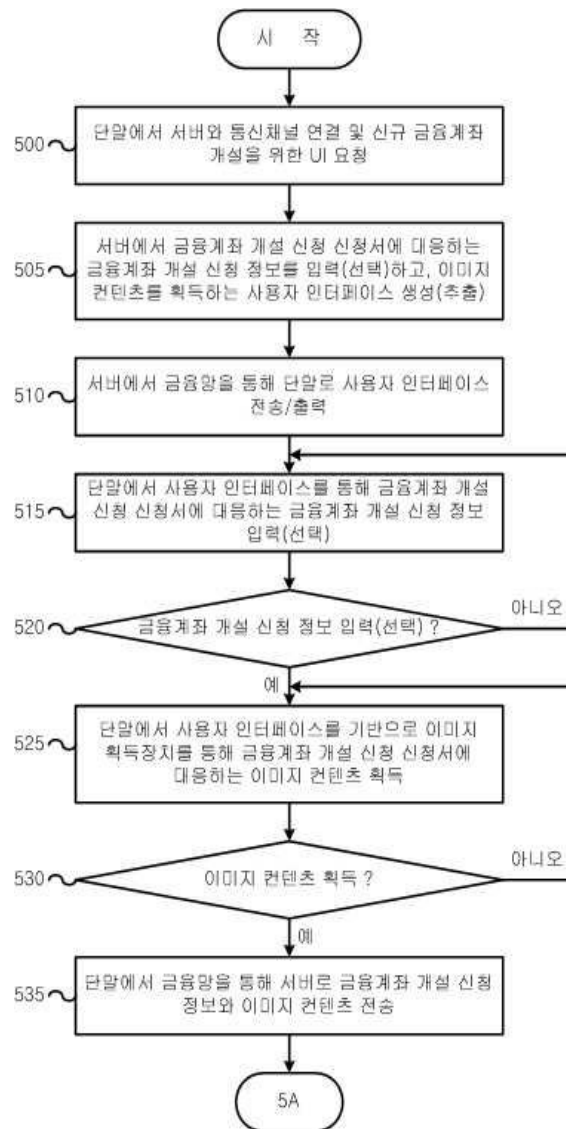 시 작
500
단말에서 서버와 통신채널 연결 및 신규 금융계좌
개설을 위한 UI 요청
505
서버에서 금융계좌 개설 신청 신청서에 대응하는
금융계좌 개설 신청 정보를 입력(선택)하고, 이미지
컨텐츠를 획득하는 사용자 인터페이스 생성(추출)
510
서버에서 금융망을 통해 단말로 사용자 인터페이스
전송/출력
515
단말에서 사용자 인터페이스를 통해 금융계좌 개설
신청 신청서에 대응하는 금융계좌 개설 신청 정보
입력(선택)
520
금융계좌 개설 신청 정보 입력(선택) ?
아니오
예
525
단말에서 사용자 인터페이스를 기반으로 이미지
획득장치를 통해 금융계좌 개설 신청 신청서에
대응하는 이미지 컨텐츠 획득
530
이미지 컨텐츠 획득 ?
아니오
예
535
단말에서 금융망을 통해 서버로 금융계좌 개설 신청
정보와 이미지 컨텐츠 전송
5A